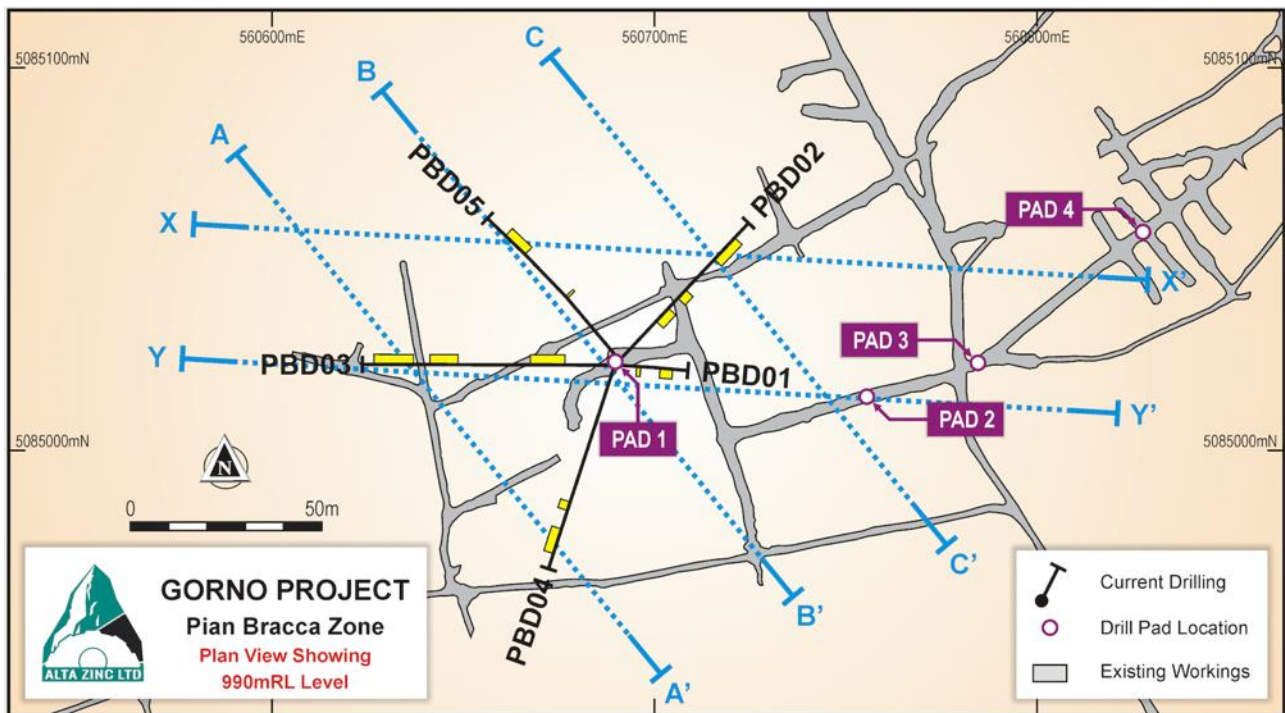 560600mE
560700mE
560800mE
5085100mN
5085100mN
C
B
A
PBD02
PBD05
PAD 4
X
X'
PAD 3
Y
PBD03
PBD01
Y'
PAD 2
PAD 1
5085000mN
5085000mN
N
0
50m
C'
B'
PBD04
A'
GORNO PROJECT
Pian Bracca Zone
Plan View Showing
990mRL Level
ALTA ZINC LTD
Current Drilling
Drill Pad Location
Existing Workings